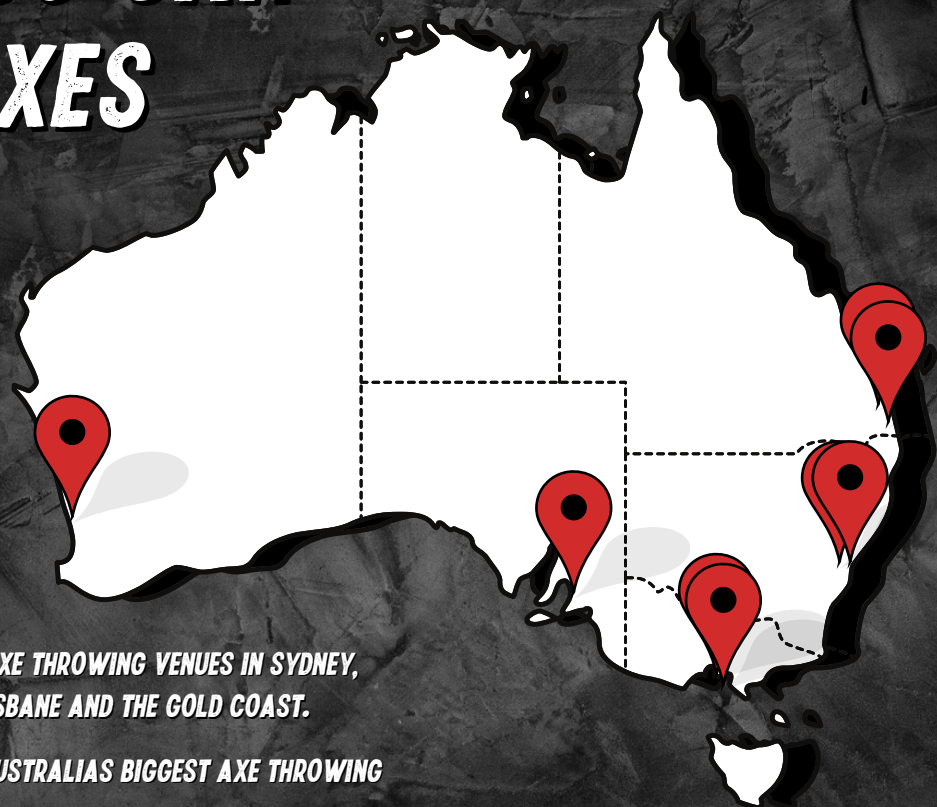 XES
XE THROWING VENUES IN SYDNEY,
SBANE AND THE GOLD COAST.
USTRALIAS BIGGEST AXE THROWING